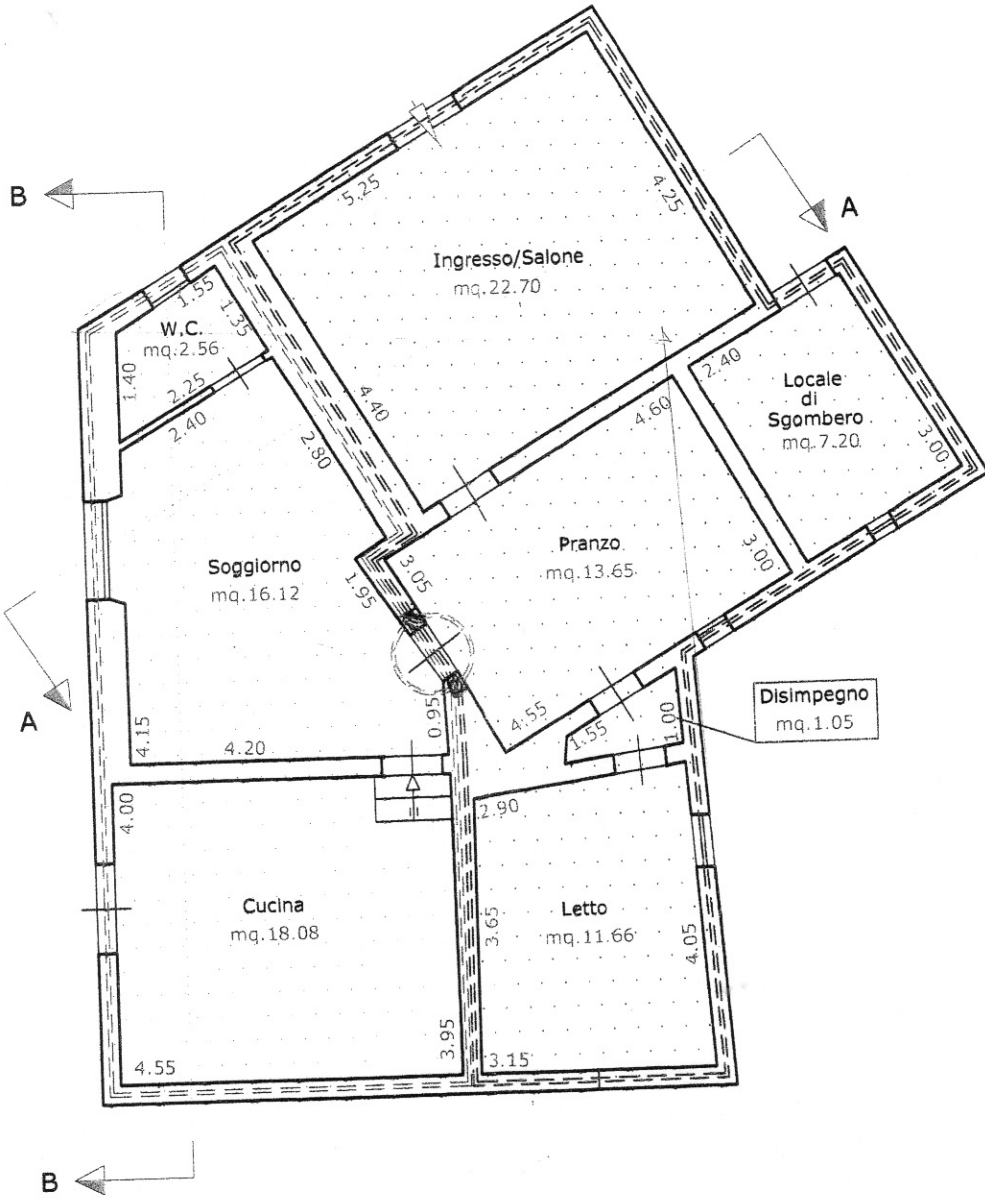 B
A
5.25
4.25
Ingresso/Salone
mq.22.70
1.55
1.35
W.C.
mq.2.56
1.40
2.25
2.40
2.80
4.40
2.40
4.60
Locale
di
Sgombero
mq.7.20
3.00
Soggiorno
mq.16.12
Pranzo
mq.13.65
3.05
3.00
1.95
A
4.15
4.20
0.95
4.55
1.55
1.00
Disimpegno
mq.1.05
4.00
2.90
Cucina
mq.18.08
Letto
mq.11.66
3.65
4.05
3.95
4.55
3.15
B